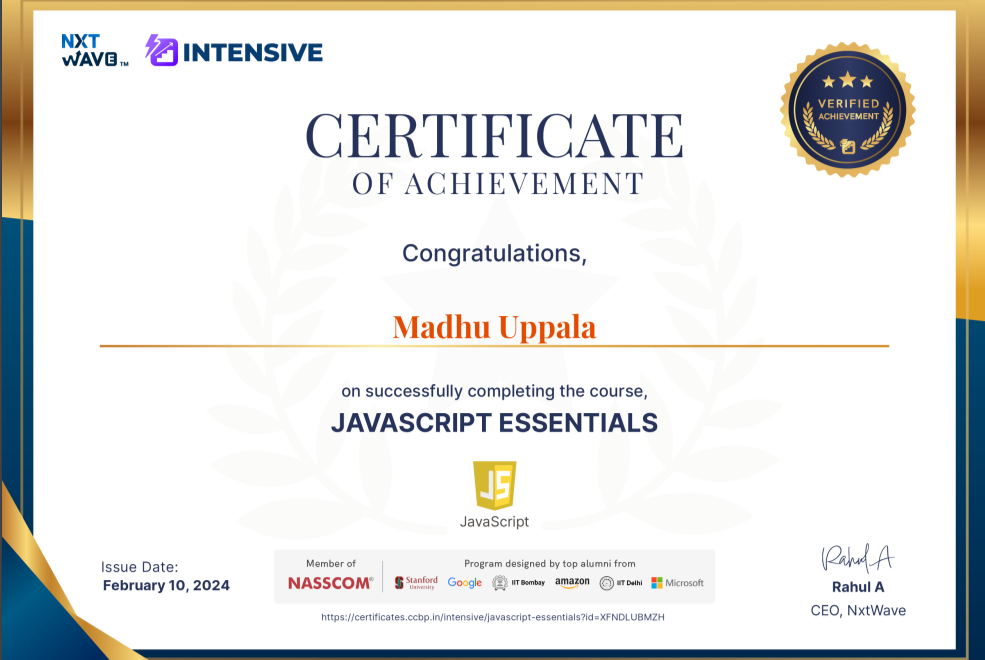 NXT
WAVE TM
INTENSIVE
VERIFIED
ACHIEVEMENT
CERTIFICATE
OF ACHIEVEMENT
Congratulations,
Madhu Uppala
on successfully completing the course,
JAVASCRIPT ESSENTIALS
JS
JavaScript
Issue Date:
February 10, 2024
Member of
NASSCOM®
Program designed by top alumni from
Stanford
University
Google
IIT Bombay
amazon
IIT Delhi
Microsoft
https://certificates.ccbp.in/intensive/javascript-essentials?id=XFNDLUBMZH
Rahul A
Rahul A
CEO, NxtWave